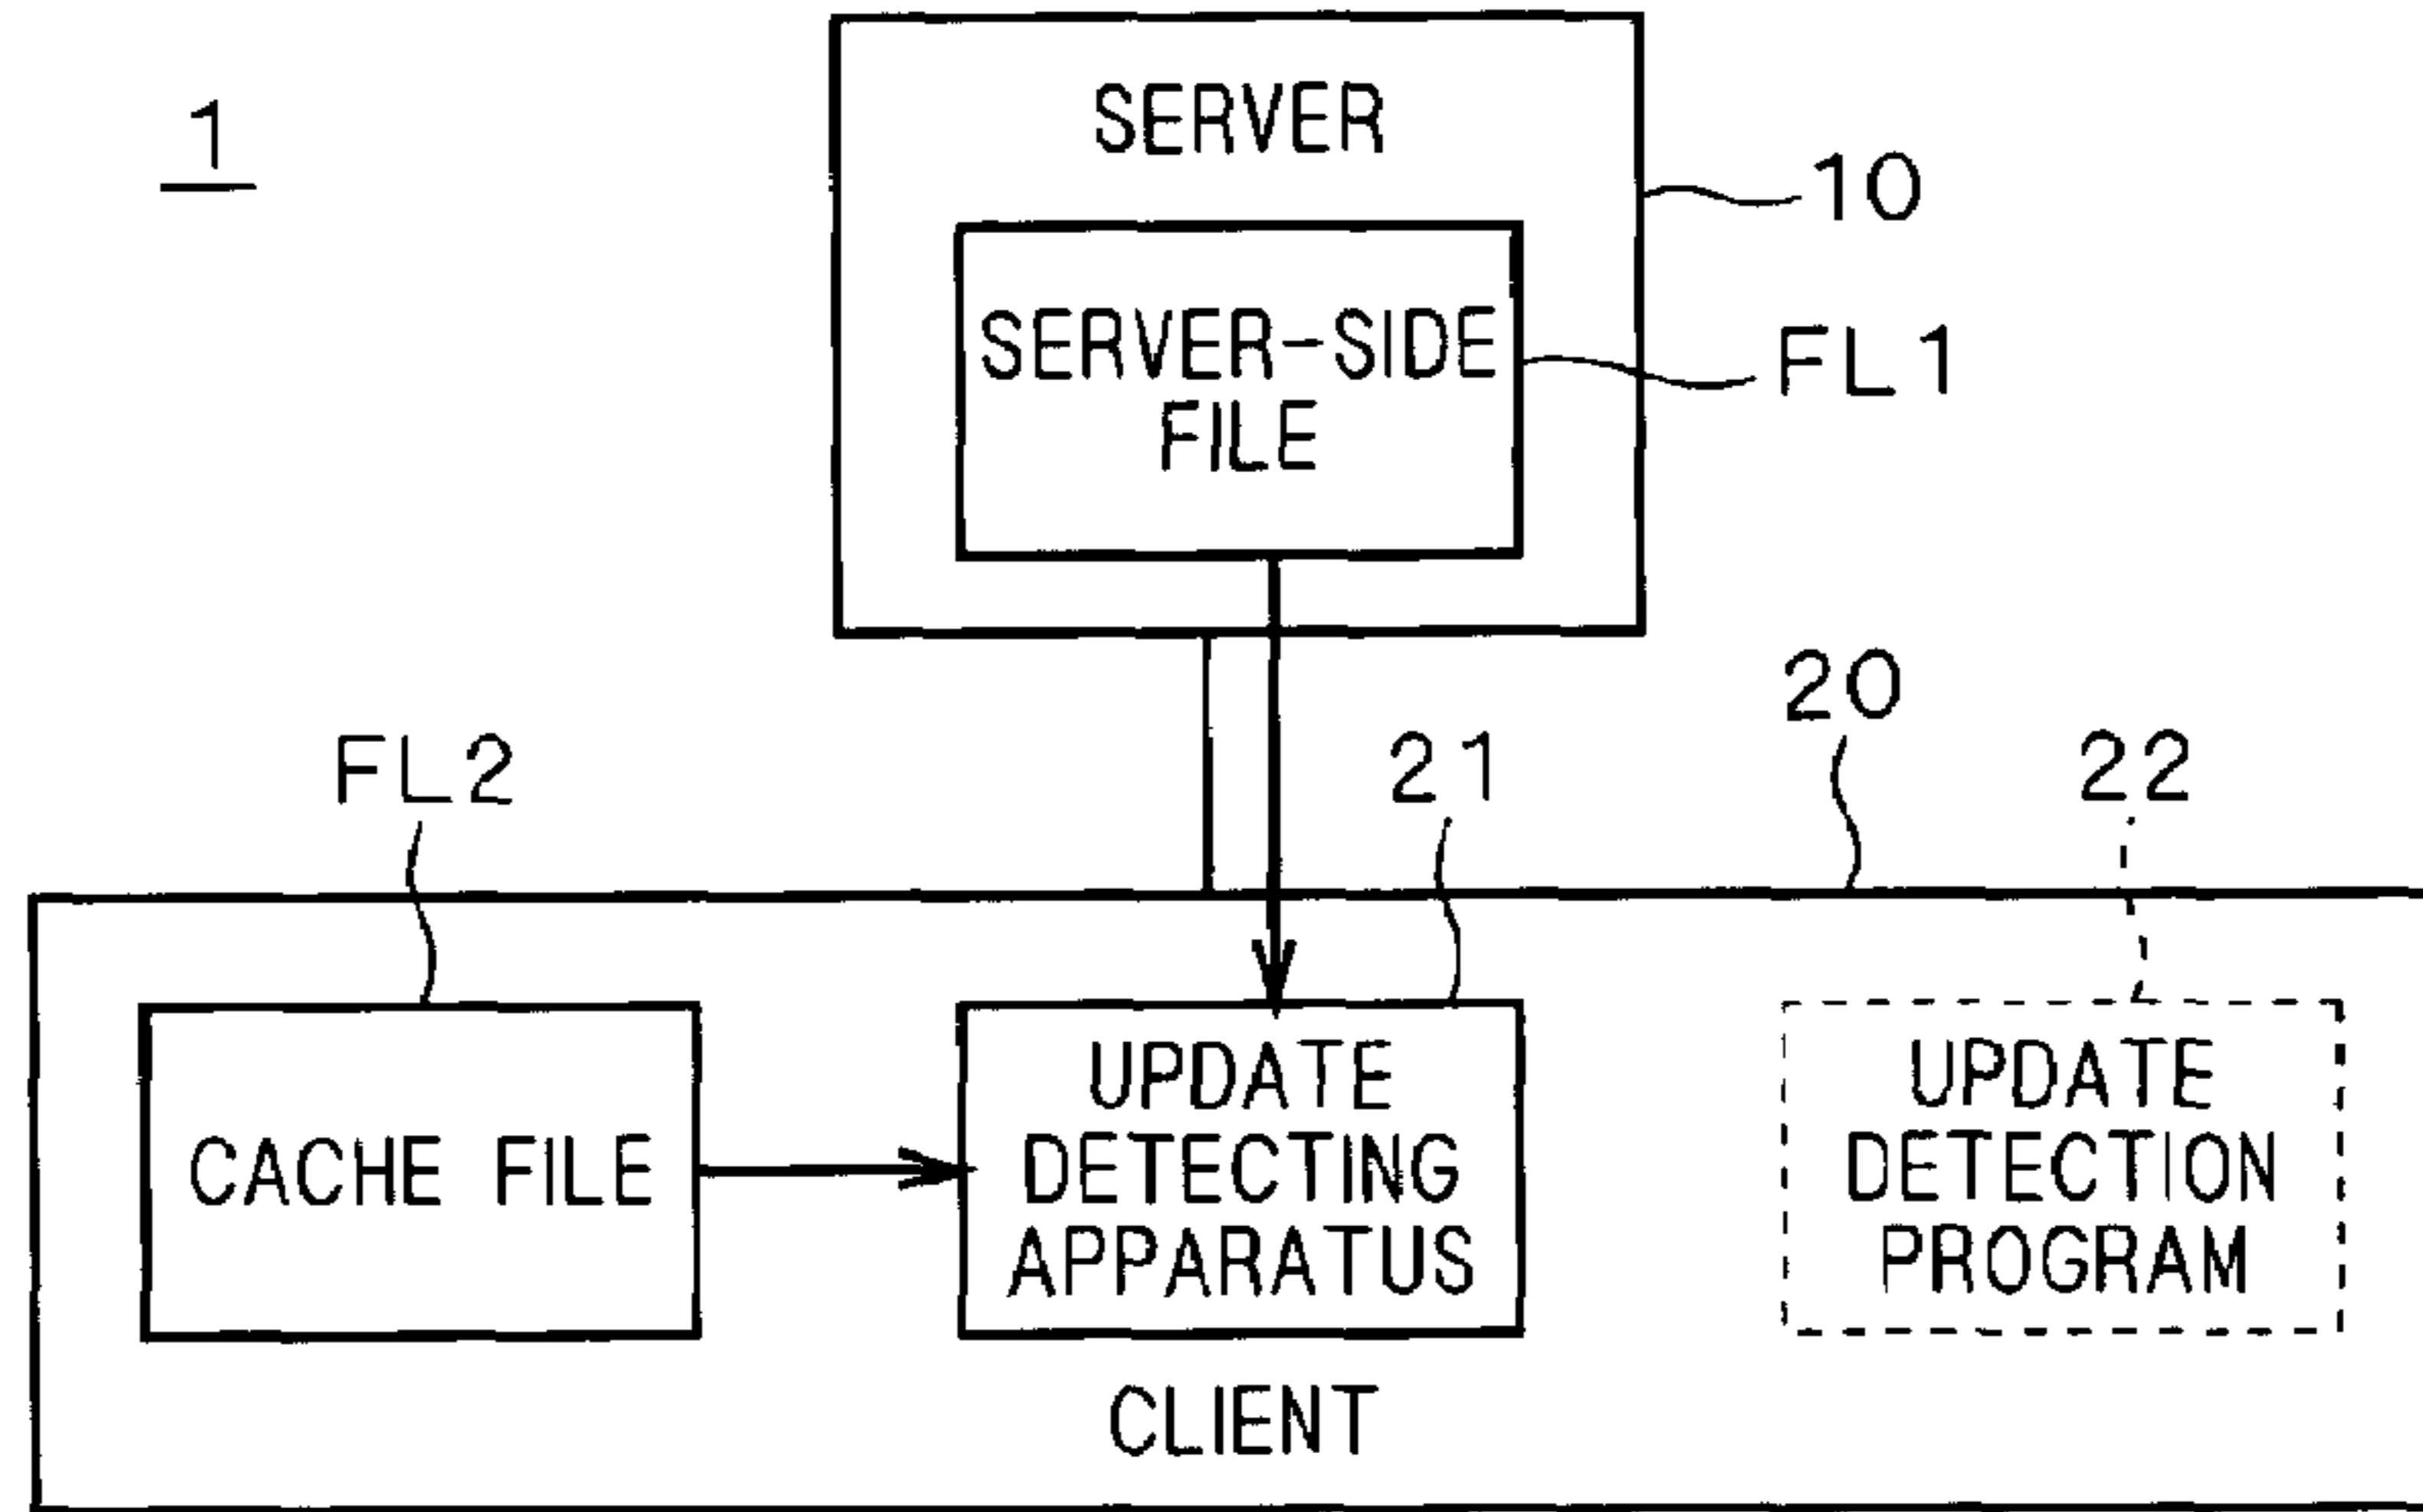 1
SERVER
10
SERVER-SIDE
FILE
FL1
20
FL2
21
22
CACHE FILE
UPDATE
DETECTING
APPARATUS
UPDATE
DETECTION
PROGRAM
CLIENT